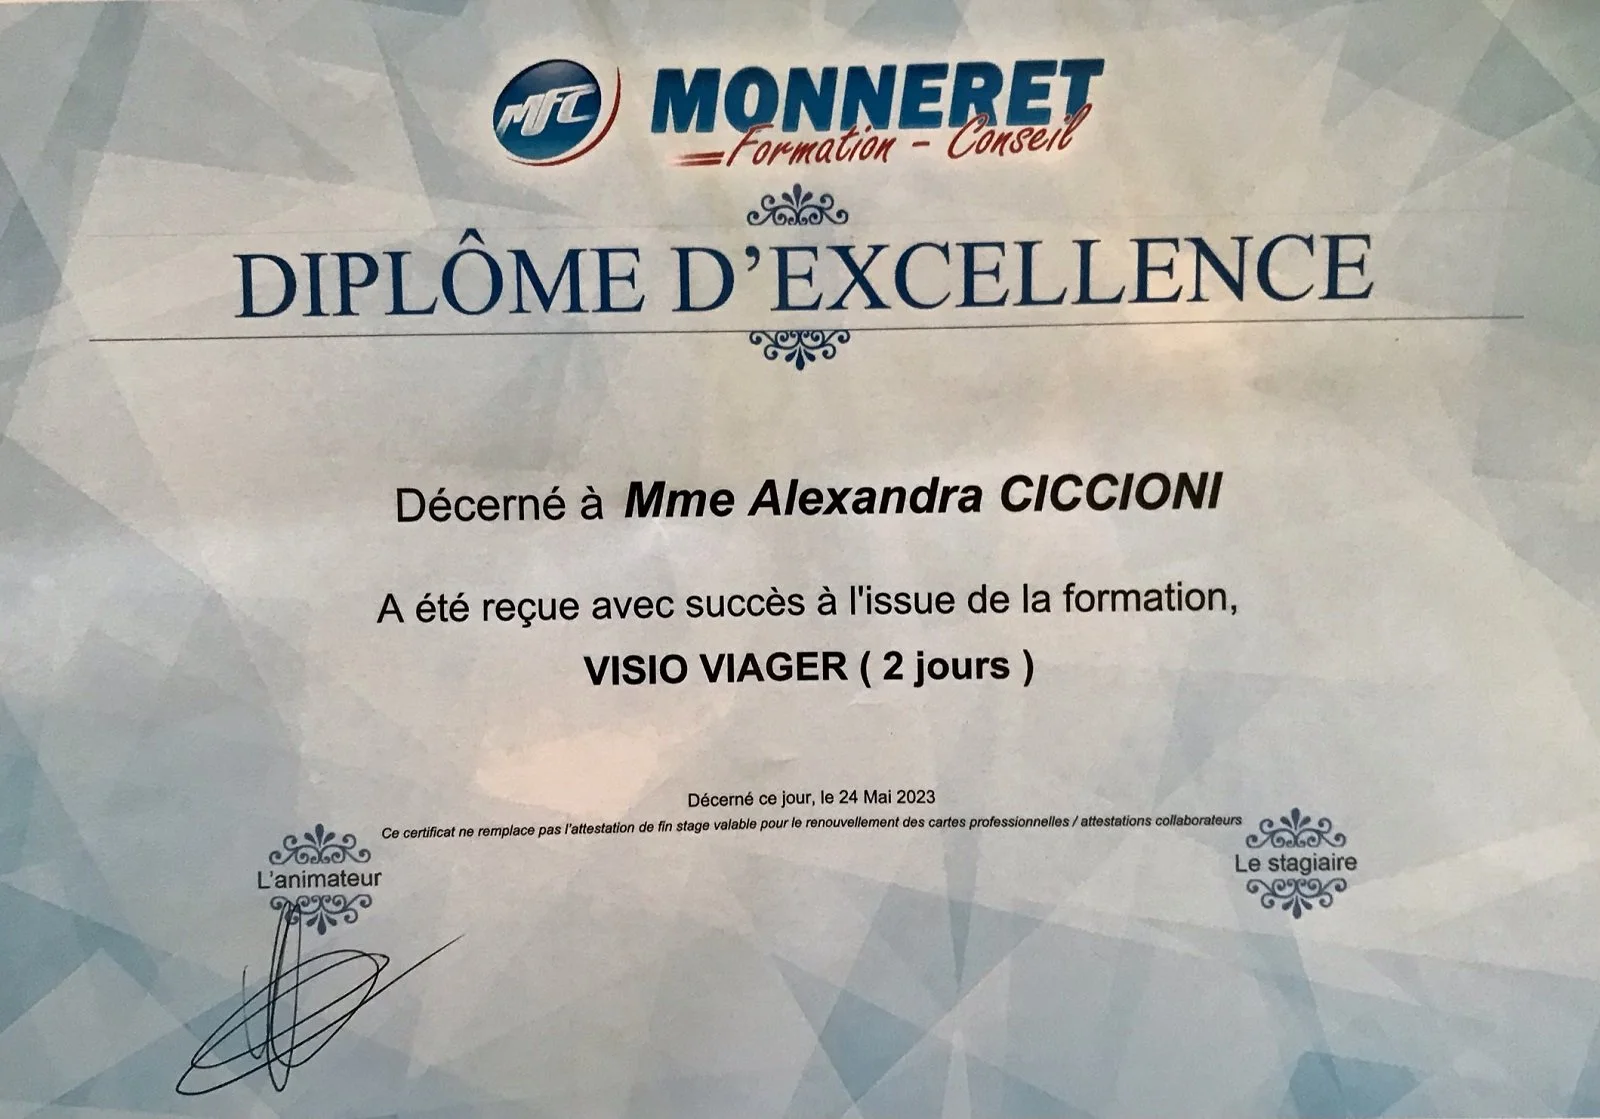 MFC
MONNERET
Formation - Conseil
DIPLÔME D’EXCELLENCE
Décerné à Mme Alexandra CICCIONI
A été reçue avec succès à l'issue de la formation,
VISIO VIAGER ( 2 jours )
Décerné ce jour, le 24 Mai 2023
Ce certificat ne remplace pas l'attestation de fin stage valable pour le renouvellement des cartes professionnelles / attestations collaborateurs
L'animateur
Le stagiaire